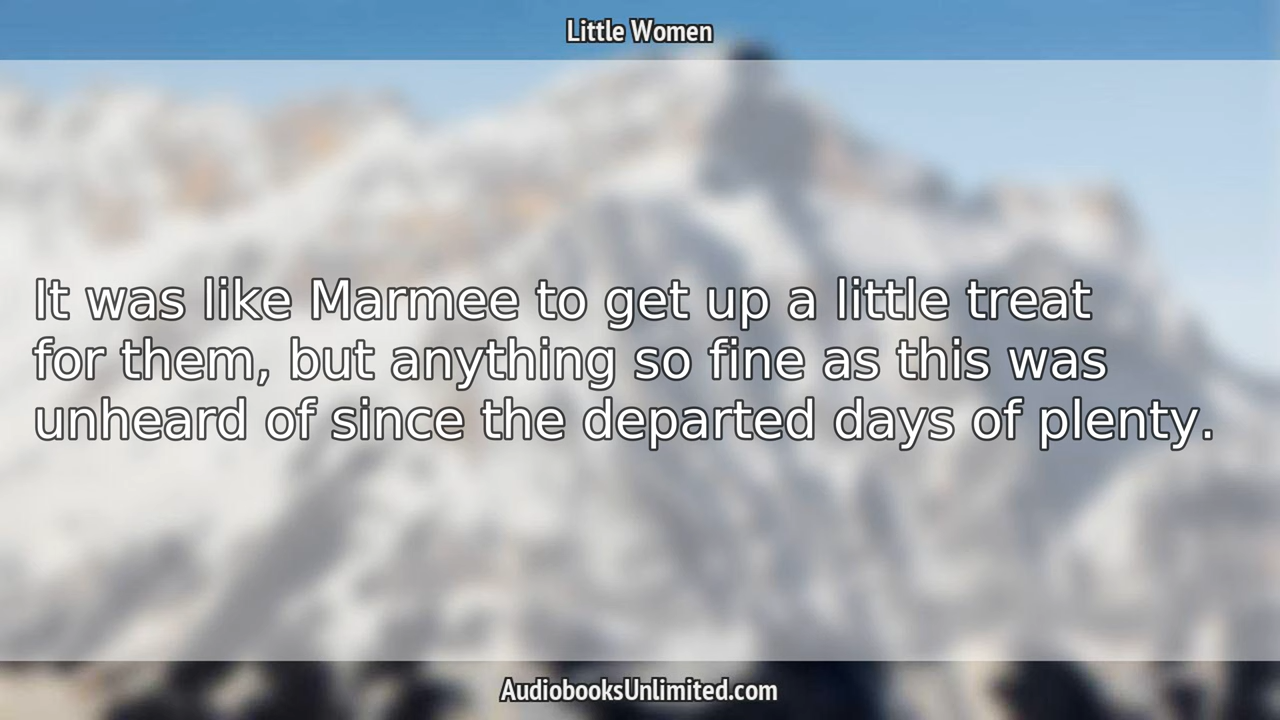 Little Women
It was like Marmee to get up a little treat
for them, but anything so fine as this was
unheard of since the departed days of plenty.
AudiobooksUnlimited.com